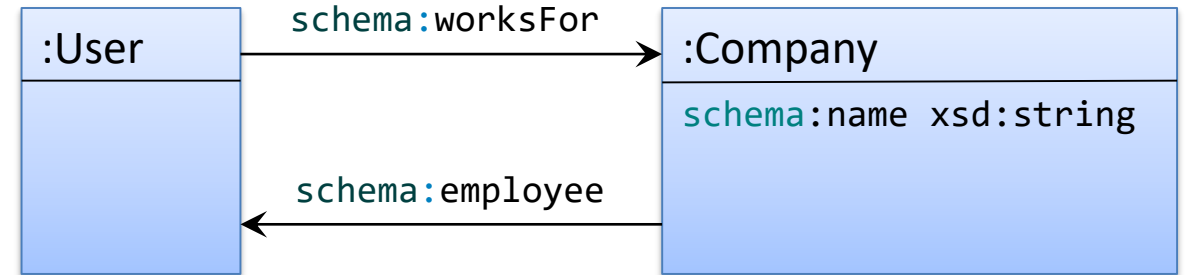 :User
schema:worksFor
:Company
schema:name xsd:string
schema:employee